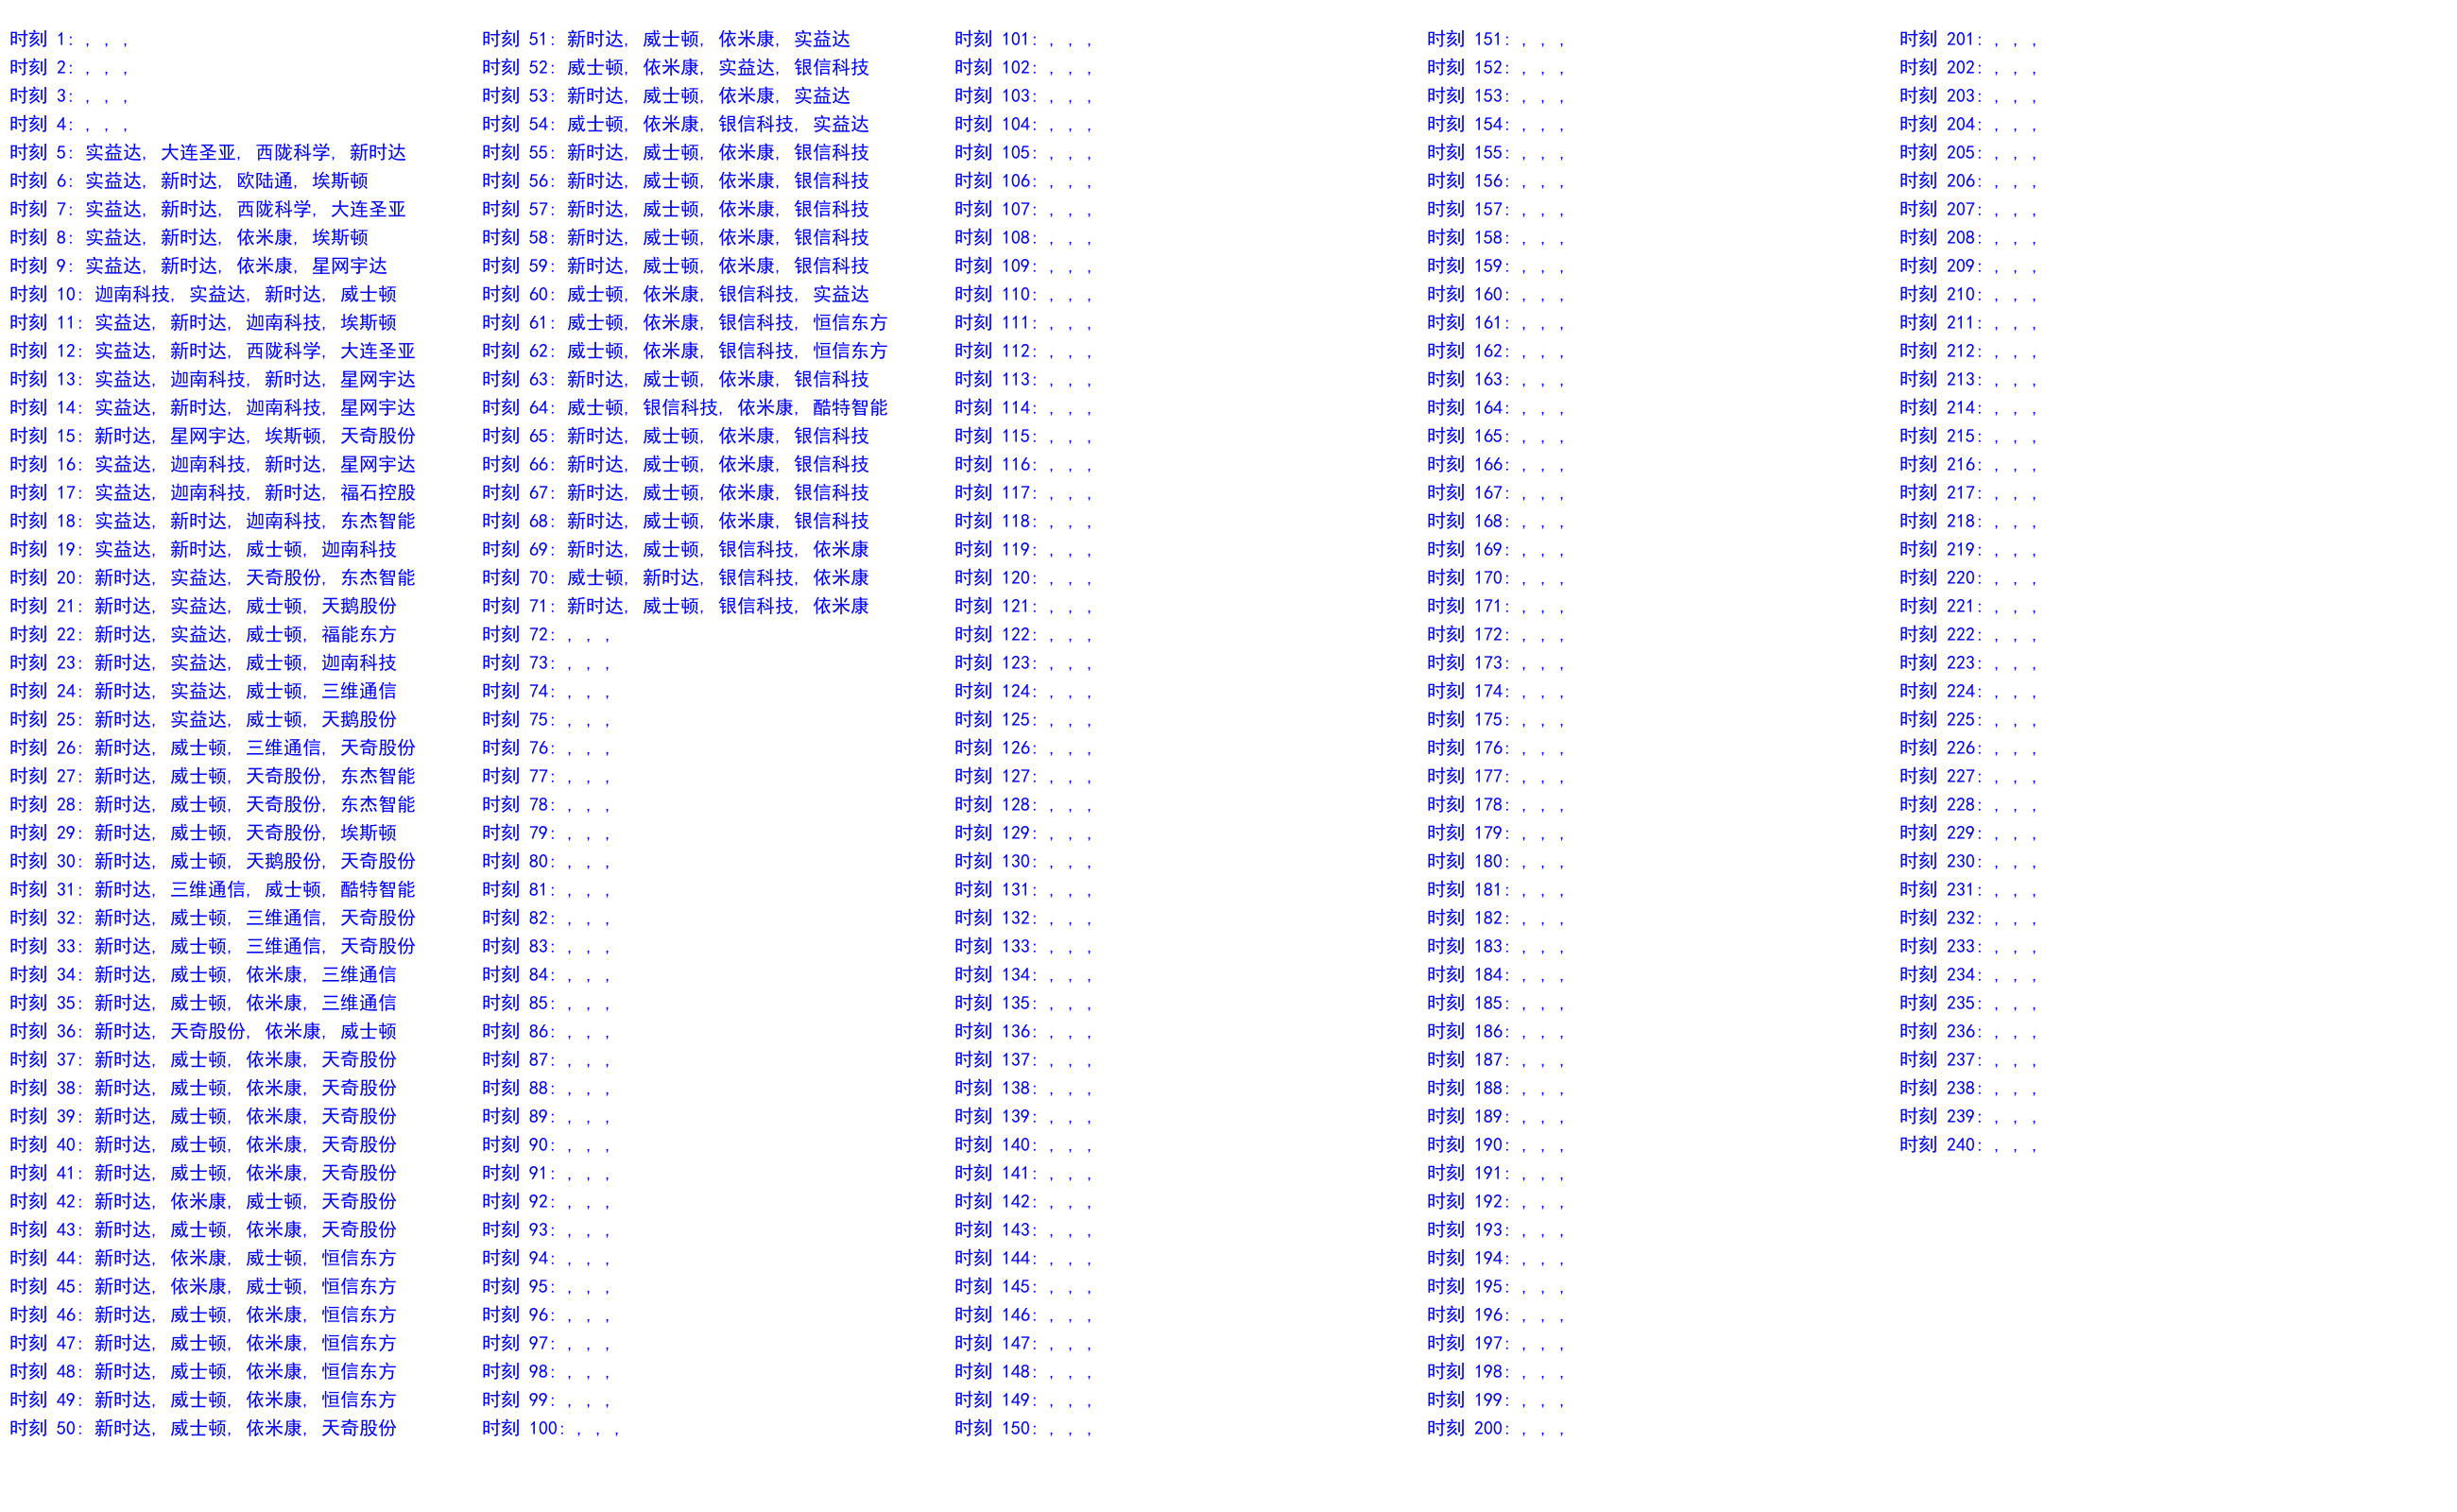 时刻 1: , , ,
时刻 2: , , ,
时刻 3: , , ,
时刻 4: , , ,
时刻 5: 实益达, 大连圣亚, 西陇科学, 新时达
时刻 6: 实益达, 新时达, 欧陆通, 埃斯顿
时刻 7: 实益达, 新时达, 西陇科学, 大连圣亚
时刻 8: 实益达, 新时达, 依米康, 埃斯顿
时刻 9: 实益达, 新时达, 依米康, 星网宇达
时刻 10: 迦南科技, 实益达, 新时达, 威士顿
时刻 11: 实益达, 新时达, 迦南科技, 埃斯顿
时刻 12: 实益达, 新时达, 西陇科学, 大连圣亚
时刻 13: 实益达, 迦南科技, 新时达, 星网宇达
时刻 14: 实益达, 新时达, 迦南科技, 星网宇达
时刻 15: 新时达, 星网宇达, 埃斯顿, 天奇股份
时刻 16: 实益达, 迦南科技, 新时达, 星网宇达
时刻 17: 实益达, 迦南科技, 新时达, 福石控股
时刻 18: 实益达, 新时达, 迦南科技, 东杰智能
时刻 19: 实益达, 新时达, 威士顿, 迦南科技
时刻 20: 新时达, 实益达, 天奇股份, 东杰智能
时刻 21: 新时达, 实益达, 威士顿, 天鹅股份
时刻 22: 新时达, 实益达, 威士顿, 福能东方
时刻 23: 新时达, 实益达, 威士顿, 迦南科技
时刻 24: 新时达, 实益达, 威士顿, 三维通信
时刻 25: 新时达, 实益达, 威士顿, 天鹅股份
时刻 26: 新时达, 威士顿, 三维通信, 天奇股份
时刻 27: 新时达, 威士顿, 天奇股份, 东杰智能
时刻 28: 新时达, 威士顿, 天奇股份, 东杰智能
时刻 29: 新时达, 威士顿, 天奇股份, 埃斯顿
时刻 30: 新时达, 威士顿, 天鹅股份, 天奇股份
时刻 31: 新时达, 三维通信, 威士顿, 酷特智能
时刻 32: 新时达, 威士顿, 三维通信, 天奇股份
时刻 33: 新时达, 威士顿, 三维通信, 天奇股份
时刻 34: 新时达, 威士顿, 依米康, 三维通信
时刻 35: 新时达, 威士顿, 依米康, 三维通信
时刻 36: 新时达, 天奇股份, 依米康, 威士顿
时刻 37: 新时达, 威士顿, 依米康, 天奇股份
时刻 38: 新时达, 威士顿, 依米康, 天奇股份
时刻 39: 新时达, 威士顿, 依米康, 天奇股份
时刻 40: 新时达, 威士顿, 依米康, 天奇股份
时刻 41: 新时达, 威士顿, 依米康, 天奇股份
时刻 42: 新时达, 依米康, 威士顿, 天奇股份
时刻 43: 新时达, 威士顿, 依米康, 天奇股份
时刻 44: 新时达, 依米康, 威士顿, 恒信东方
时刻 45: 新时达, 依米康, 威士顿, 恒信东方
时刻 46: 新时达, 威士顿, 依米康, 恒信东方
时刻 47: 新时达, 威士顿, 依米康, 恒信东方
时刻 48: 新时达, 威士顿, 依米康, 恒信东方
时刻 49: 新时达, 威士顿, 依米康, 恒信东方
时刻 50: 新时达, 威士顿, 依米康, 天奇股份
时刻 51: 新时达, 威士顿, 依米康, 实益达
时刻 52: 威士顿, 依米康, 实益达, 银信科技
时刻 53: 新时达, 威士顿, 依米康, 实益达
时刻 54: 威士顿, 依米康, 银信科技, 实益达
时刻 55: 新时达, 威士顿, 依米康, 银信科技
时刻 56: 新时达, 威士顿, 依米康, 银信科技
时刻 57: 新时达, 威士顿, 依米康, 银信科技
时刻 58: 新时达, 威士顿, 依米康, 银信科技
时刻 59: 新时达, 威士顿, 依米康, 银信科技
时刻 60: 威士顿, 依米康, 银信科技, 实益达
时刻 61: 威士顿, 依米康, 银信科技, 恒信东方
时刻 62: 威士顿, 依米康, 银信科技, 恒信东方
时刻 63: 新时达, 威士顿, 依米康, 银信科技
时刻 64: 威士顿, 银信科技, 依米康, 酷特智能
时刻 65: 新时达, 威士顿, 依米康, 银信科技
时刻 66: 新时达, 威士顿, 依米康, 银信科技
时刻 67: 新时达, 威士顿, 依米康, 银信科技
时刻 68: 新时达, 威士顿, 依米康, 银信科技
时刻 69: 新时达, 威士顿, 银信科技, 依米康
时刻 70: 威士顿, 新时达, 银信科技, 依米康
时刻 71: 新时达, 威士顿, 银信科技, 依米康
时刻 72: , , ,
时刻 73: , , ,
时刻 74: , , ,
时刻 75: , , ,
时刻 76: , , ,
时刻 77: , , ,
时刻 78: , , ,
时刻 79: , , ,
时刻 80: , , ,
时刻 81: , , ,
时刻 82: , , ,
时刻 83: , , ,
时刻 84: , , ,
时刻 85: , , ,
时刻 86: , , ,
时刻 87: , , ,
时刻 88: , , ,
时刻 89: , , ,
时刻 90: , , ,
时刻 91: , , ,
时刻 92: , , ,
时刻 93: , , ,
时刻 94: , , ,
时刻 95: , , ,
时刻 96: , , ,
时刻 97: , , ,
时刻 98: , , ,
时刻 99: , , ,
时刻 100: , , ,
时刻 101: , , ,
时刻 102: , , ,
时刻 103: , , ,
时刻 104: , , ,
时刻 105: , , ,
时刻 106: , , ,
时刻 107: , , ,
时刻 108: , , ,
时刻 109: , , ,
时刻 110: , , ,
时刻 111: , , ,
时刻 112: , , ,
时刻 113: , , ,
时刻 114: , , ,
时刻 115: , , ,
时刻 116: , , ,
时刻 117: , , ,
时刻 118: , , ,
时刻 119: , , ,
时刻 120: , , ,
时刻 121: , , ,
时刻 122: , , ,
时刻 123: , , ,
时刻 124: , , ,
时刻 125: , , ,
时刻 126: , , ,
时刻 127: , , ,
时刻 128: , , ,
时刻 129: , , ,
时刻 130: , , ,
时刻 131: , , ,
时刻 132: , , ,
时刻 133: , , ,
时刻 134: , , ,
时刻 135: , , ,
时刻 136: , , ,
时刻 137: , , ,
时刻 138: , , ,
时刻 139: , , ,
时刻 140: , , ,
时刻 141: , , ,
时刻 142: , , ,
时刻 143: , , ,
时刻 144: , , ,
时刻 145: , , ,
时刻 146: , , ,
时刻 147: , , ,
时刻 148: , , ,
时刻 149: , , ,
时刻 150: , , ,
时刻 151: , , ,
时刻 152: , , ,
时刻 153: , , ,
时刻 154: , , ,
时刻 155: , , ,
时刻 156: , , ,
时刻 157: , , ,
时刻 158: , , ,
时刻 159: , , ,
时刻 160: , , ,
时刻 161: , , ,
时刻 162: , , ,
时刻 163: , , ,
时刻 164: , , ,
时刻 165: , , ,
时刻 166: , , ,
时刻 167: , , ,
时刻 168: , , ,
时刻 169: , , ,
时刻 170: , , ,
时刻 171: , , ,
时刻 172: , , ,
时刻 173: , , ,
时刻 174: , , ,
时刻 175: , , ,
时刻 176: , , ,
时刻 177: , , ,
时刻 178: , , ,
时刻 179: , , ,
时刻 180: , , ,
时刻 181: , , ,
时刻 182: , , ,
时刻 183: , , ,
时刻 184: , , ,
时刻 185: , , ,
时刻 186: , , ,
时刻 187: , , ,
时刻 188: , , ,
时刻 189: , , ,
时刻 190: , , ,
时刻 191: , , ,
时刻 192: , , ,
时刻 193: , , ,
时刻 194: , , ,
时刻 195: , , ,
时刻 196: , , ,
时刻 197: , , ,
时刻 198: , , ,
时刻 199: , , ,
时刻 200: , , ,
时刻 201: , , ,
时刻 202: , , ,
时刻 203: , , ,
时刻 204: , , ,
时刻 205: , , ,
时刻 206: , , ,
时刻 207: , , ,
时刻 208: , , ,
时刻 209: , , ,
时刻 210: , , ,
时刻 211: , , ,
时刻 212: , , ,
时刻 213: , , ,
时刻 214: , , ,
时刻 215: , , ,
时刻 216: , , ,
时刻 217: , , ,
时刻 218: , , ,
时刻 219: , , ,
时刻 220: , , ,
时刻 221: , , ,
时刻 222: , , ,
时刻 223: , , ,
时刻 224: , , ,
时刻 225: , , ,
时刻 226: , , ,
时刻 227: , , ,
时刻 228: , , ,
时刻 229: , , ,
时刻 230: , , ,
时刻 231: , , ,
时刻 232: , , ,
时刻 233: , , ,
时刻 234: , , ,
时刻 235: , , ,
时刻 236: , , ,
时刻 237: , , ,
时刻 238: , , ,
时刻 239: , , ,
时刻 240: , , ,